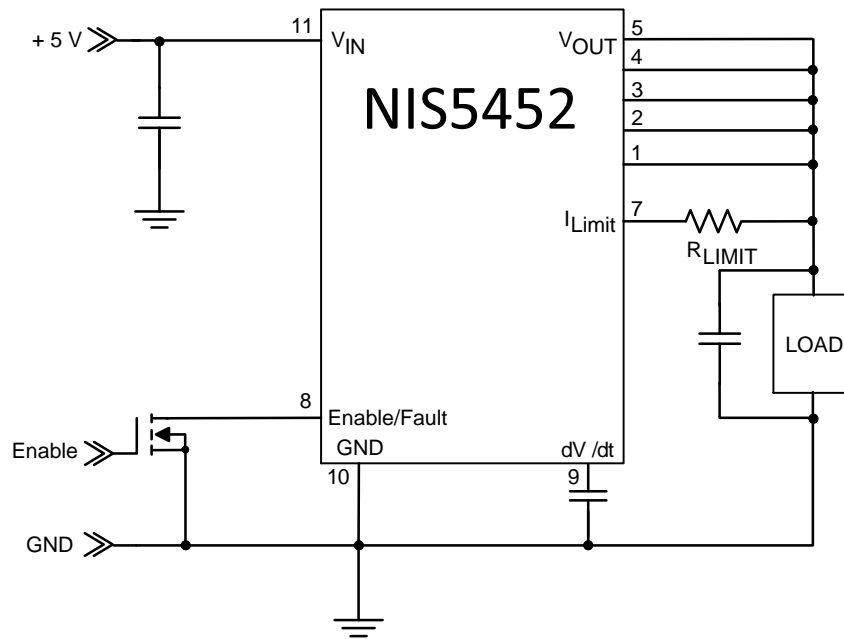 + 5 V
11
VIN
VOUT
5
4
NIS5452
3
2
1
ILimit
7
RLIMIT
LOAD
8
Enable/Fault
Enable
GND
dV /dt
10
9
GND